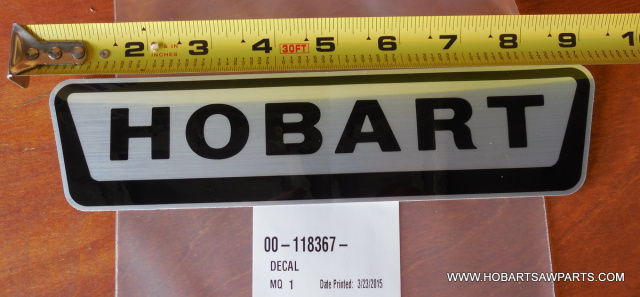 2 3 4 30FT 5 6 7 8 9 10
IN
INCHES
HOBART
00-118367-
DECAL
MQ 1 Date Printed: 3/23/2015
WWW.HOBARTSAWPARTS.COM